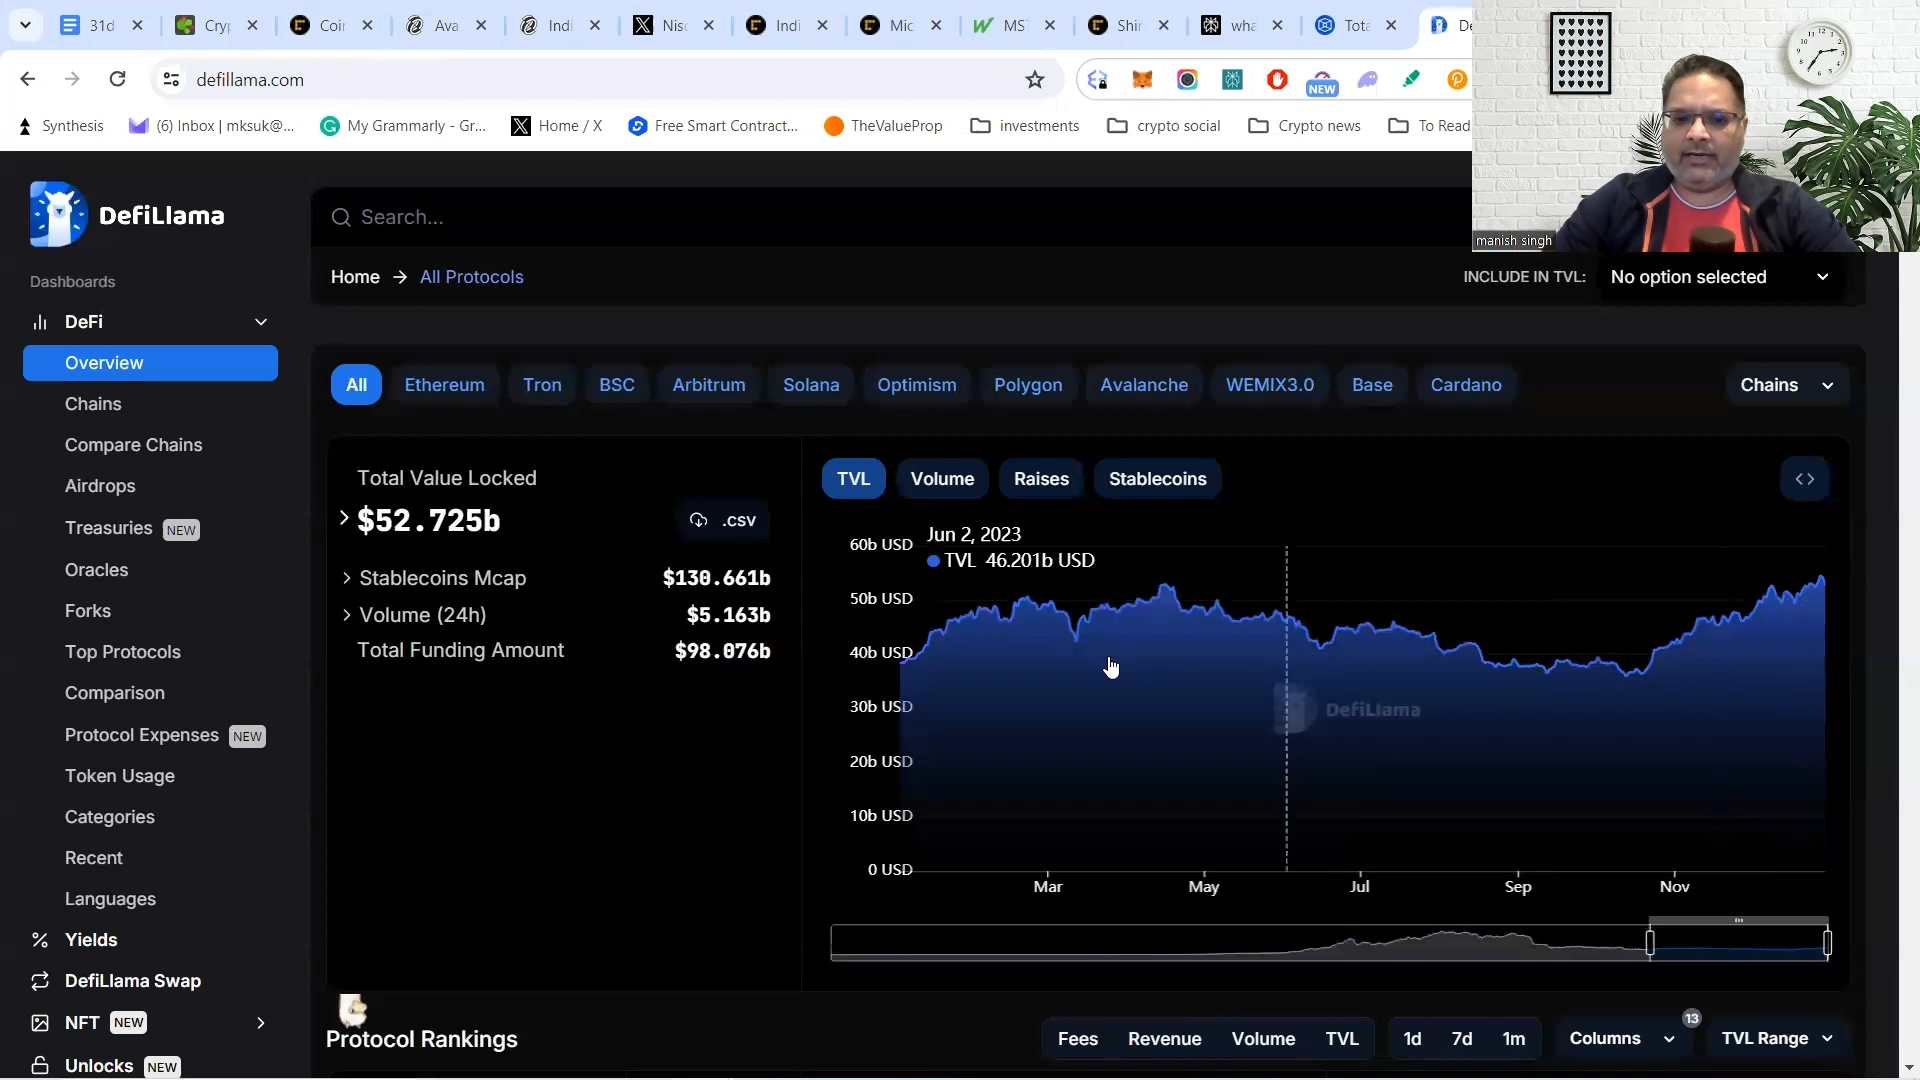 31d
Cryp
Coin
Ava
Indi
Nisc
Indi
Mic
MS
Shir
wha
Tota
De
defillama.com
NEW
Synthesis
(6) Inbox | mksuk@...
My Grammarly - Gr...
Home / X
Free Smart Contract...
TheValueProp
investments
crypto social
Crypto news
To Read
manish singh
DefiLlama
Search...
Home → All Protocols
INCLUDE IN TVL:
No option selected
Dashboards
DeFi
Overview
Chains
Compare Chains
Airdrops
Treasuries NEW
Oracles
Forks
Top Protocols
Comparison
Protocol Expenses NEW
Token Usage
Categories
Recent
Languages
Yields
DefiLlama Swap
NFT NEW
Unlocks NEW
All
Ethereum
Tron
BSC
Arbitrum
Solana
Optimism
Polygon
Avalanche
WEMIX3.0
Base
Cardano
Chains
Total Value Locked
$52.725b
.csv
Stablecoins Mcap $130.661b
Volume (24h) $5.163b
Total Funding Amount $98.076b
TVL
Volume
Raises
Stablecoins
Jun 2, 2023
TVL 46.201b USD
60b USD
50b USD
40b USD
30b USD
20b USD
10b USD
0 USD
DefiLlama
Mar
May
Jul
Sep
Nov
Protocol Rankings
Fees
Revenue
Volume
TVL
1d
7d
1m
Columns
13
TVL Range